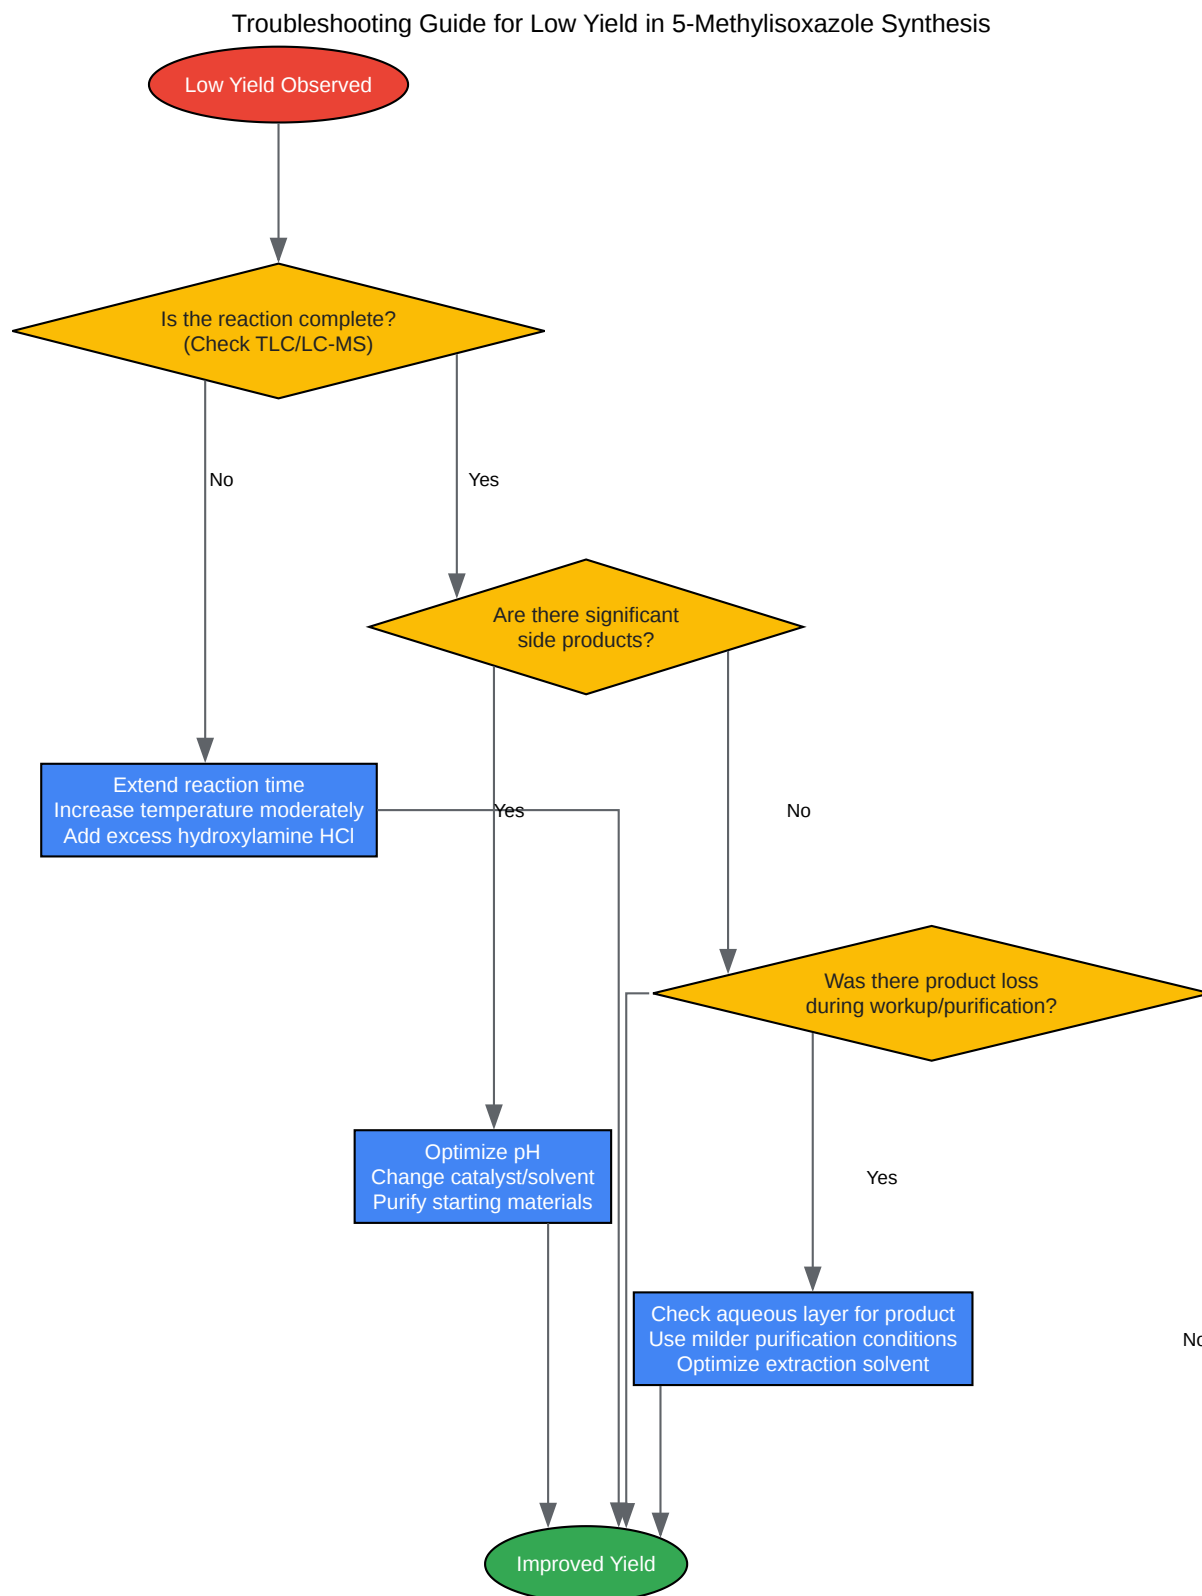 Troubleshooting Guide for Low Yield in 5-Methylisoxazole Synthesis
Low Yield Observed
Is the reaction complete?
(Check TLC/LC-MS)
No
Yes
Are there significant
side products?
Extend reaction time
Increase temperature moderately
Add excess hydroxylamine HCl
Yes
No
Was there product loss
during workup/purification?
Optimize pH
Change catalyst/solvent
Purify starting materials
Yes
Check aqueous layer for product
Use milder purification conditions
Optimize extraction solvent
No
Improved Yield